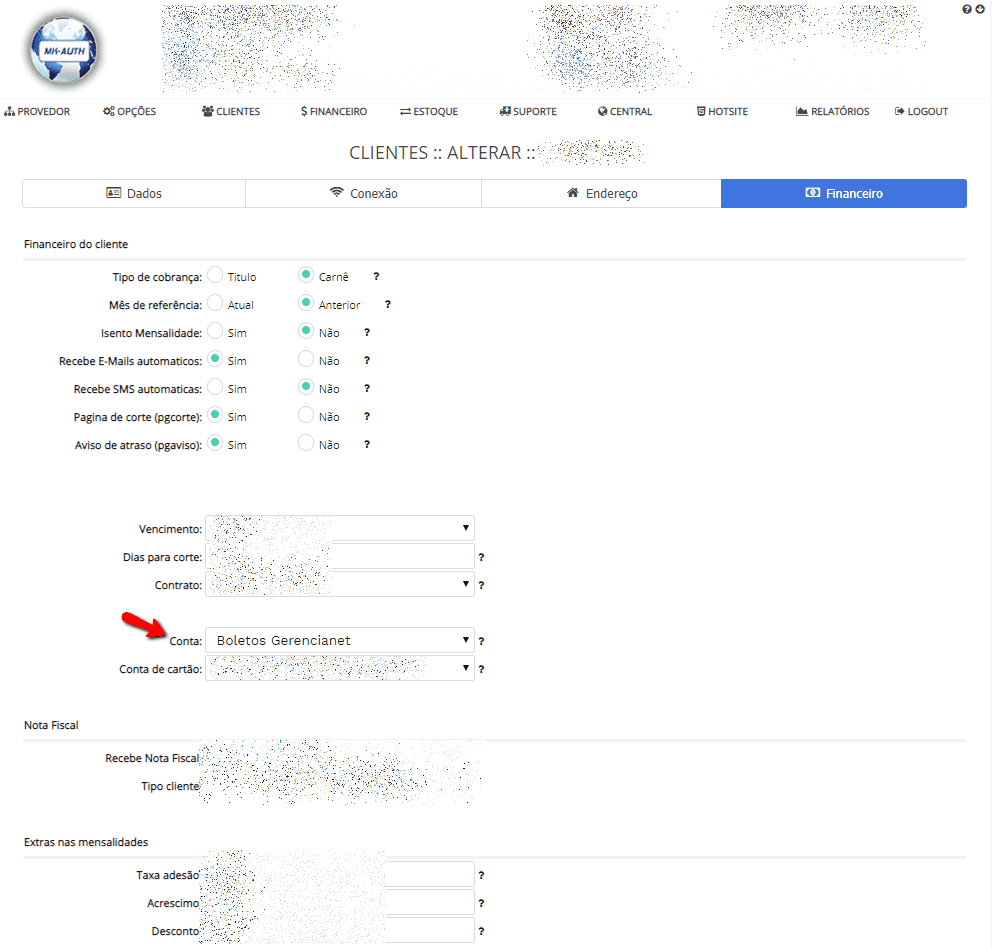 MK-AUTH
PROVEDOR OPÇÕES CLIENTES $ FINANCEIRO ESTOQUE SUPORTE CENTRAL HOTSITE RELATÓRIOS LOGOUT
CLIENTES :: ALTERAR ::
Dados Conexão Endereço Financeiro
Financeiro do cliente
Tipo de cobrança: Titulo Carnê ?
Mês de referência: Atual Anterior ?
Isento Mensalidade: Sim Não ?
Recebe E-Mails automaticos: Sim Não ?
Recebe SMS automaticas: Sim Não ?
Pagina de corte (pgcorte): Sim Não ?
Aviso de atraso (pgaviso): Sim Não ?
Vencimento:
Dias para corte: ?
Contrato: ?
Conta: Boletos Gerencianet ?
Conta de cartão: ?
Nota Fiscal
Recebe Nota Fiscal
Tipo cliente
Extras nas mensalidades
Taxa adesão ?
Acrescimo ?
Desconto ?